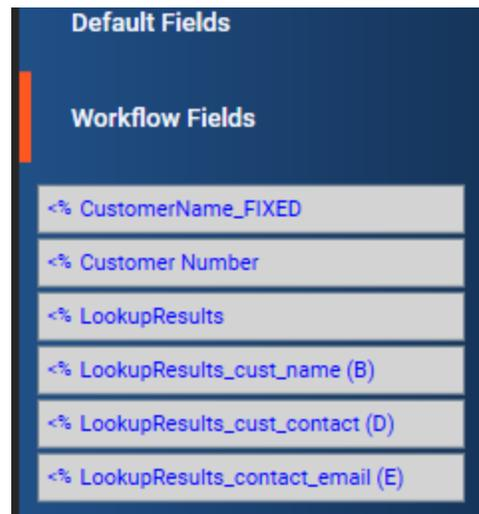 Default Fields
Workflow Fields
<% CustomerName_FIXED
<% Customer Number
<% LookupResults
<% LookupResults_cust_name (B)
<% LookupResults_cust_contact (D)
<% LookupResults_contact_email (E)